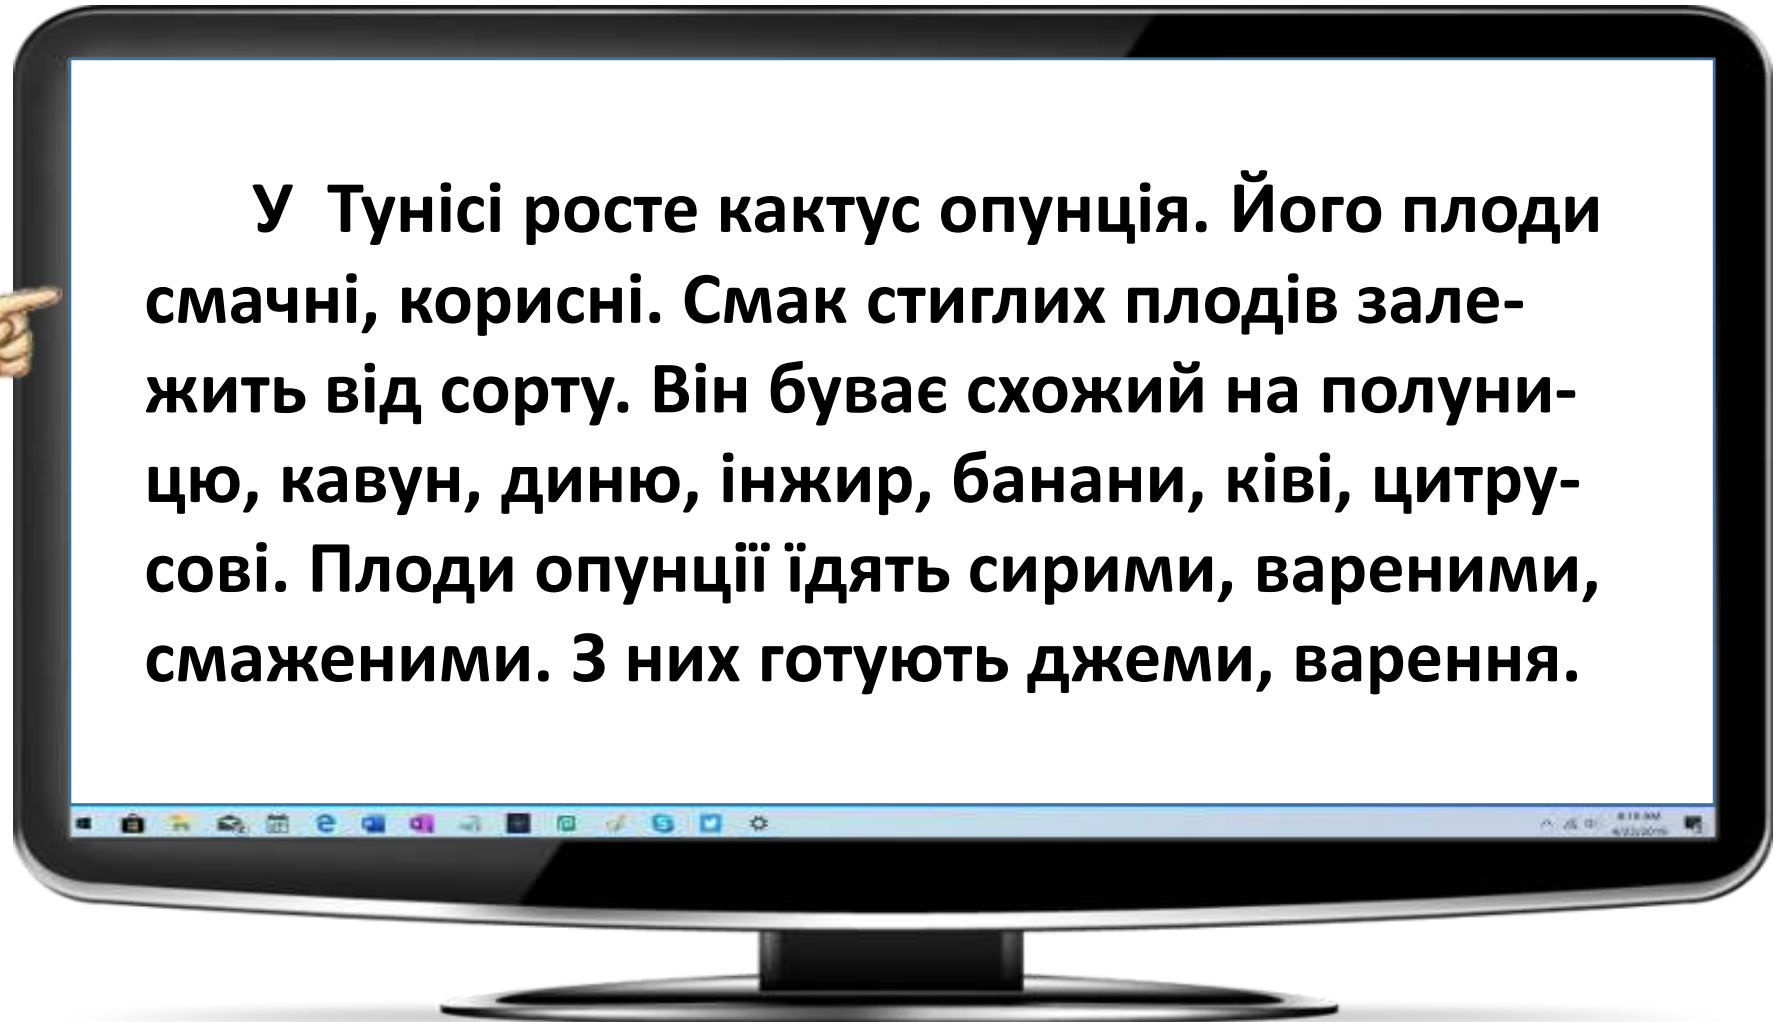 У Тунісі росте кактус опунція. Його плоди
смачні, корисні. Смак стиглих плодів зале-
жить від сорту. Він буває схожий на полуни-
цю, кавун, диню, інжир, банани, ківі, цитру-
сові. Плоди опунції їдять сирими, вареними,
смаженими. З них готують джеми, варення.